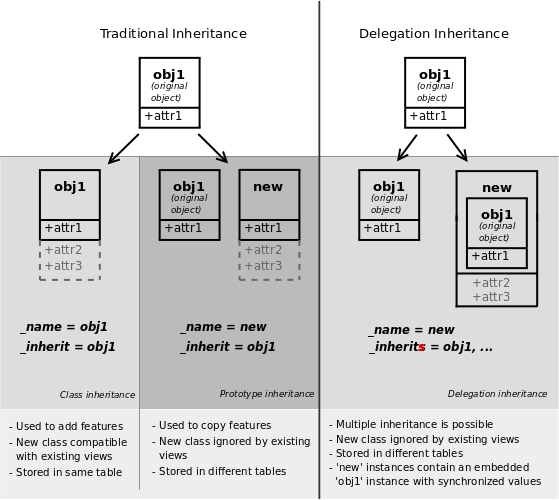 Traditional Inheritance
Delegation Inheritance
obj1
(original
object)
+attr1
obj1
(original
object)
+attr1
obj1
+attr1
+attr2
+attr3
obj1
(original
object)
+attr1
new
+attr1
+attr2
+attr3
obj1
(original
object)
+attr1
new
obj1
(original
object)
+attr1
+attr2
+attr3
_name = obj1
_inherit = obj1
_name = new
_inherit = obj1
_name = new
_inherits = obj1, ...
Class inheritance
Prototype inheritance
Delegation inheritance
- Used to add features
- New class compatible
with existing views
- Stored in same table
- Used to copy features
- New class ignored by existing
views
- Stored in different tables
- Multiple inheritance is possible
- New class ignored by existing views
- Stored in different tables
- 'new' instances contain an embedded
'obj1' instance with synchronized values